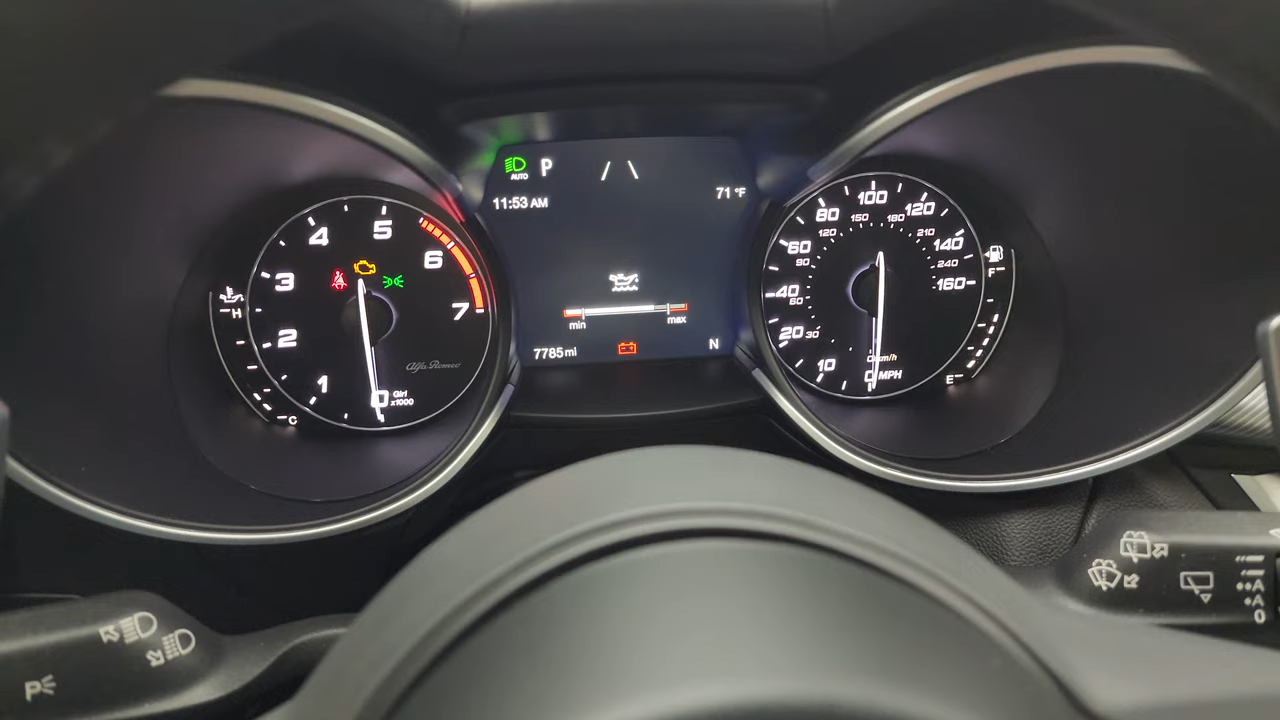 AUTO
P
11:53 AM
71 °F
min
max
7785 mi
N
5
4
6
3
7
2
1
0
Giri
x1000
Alfa Romeo
H
C
100
80
120
60
140
40
160
20
10
0 MPH
150
180
120
210
90
240
60
30
km/h
F
E
P
A
A
O